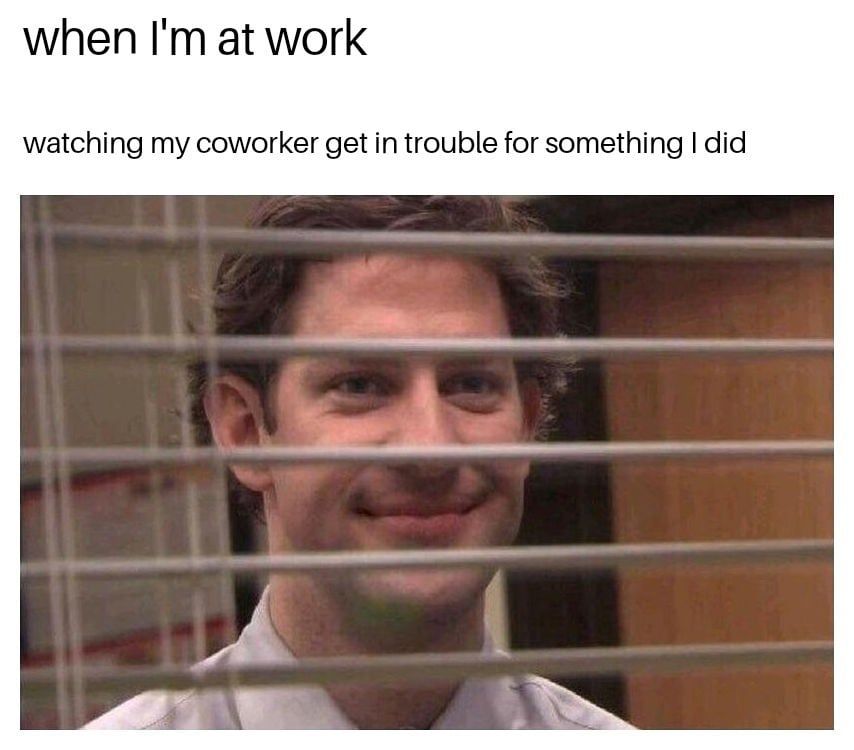 when I'm at work
watching my coworker get in trouble for something I did